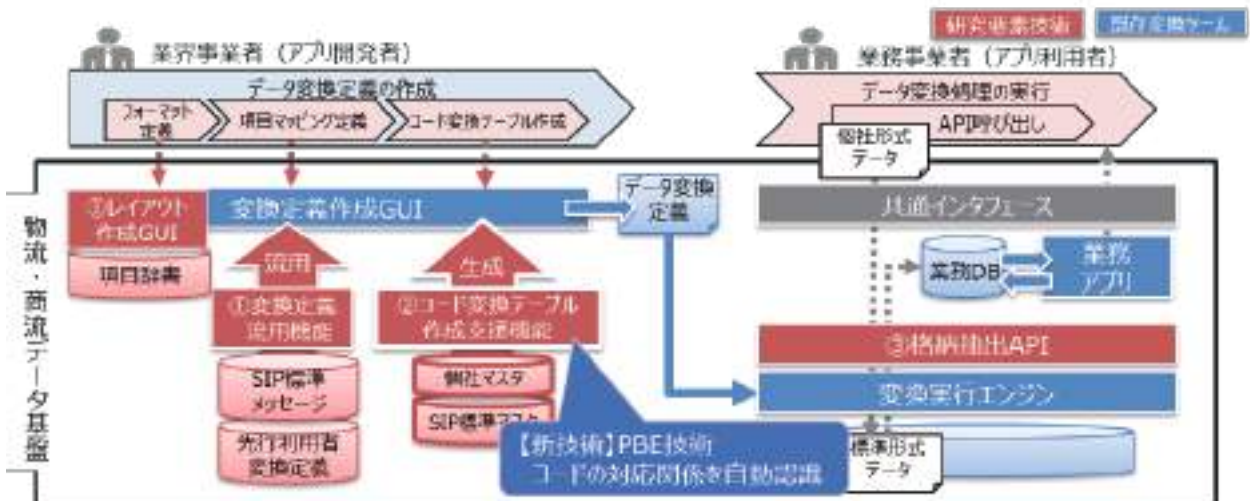 研究要素技術
既存変換ツール
業界事業者（アプリ開発者）
業務事業者（アプリ利用者）
データ変換定義の作成
フォーマット
定義
項目マッピング定義
コード変換テーブル作成
データ変換処理の実行
API呼び出し
個社形式
データ
物流・商流データ基盤
レイアウト
作成GUI
項目辞書
変換定義作成GUI
データ変換
定義
共通インタフェース
流用
生成
業務DB
業務
アプリ
①変換定義
流用機能
②コード変換テーブル
作成支援機能
③格納抽出API
SIP標準
メッセージ
個社マスタ
SIP標準マスタ
変換実行エンジン
先行利用者
変換定義
【新技術】PBE技術
コードの対応関係を自動認識
標準形式
データ